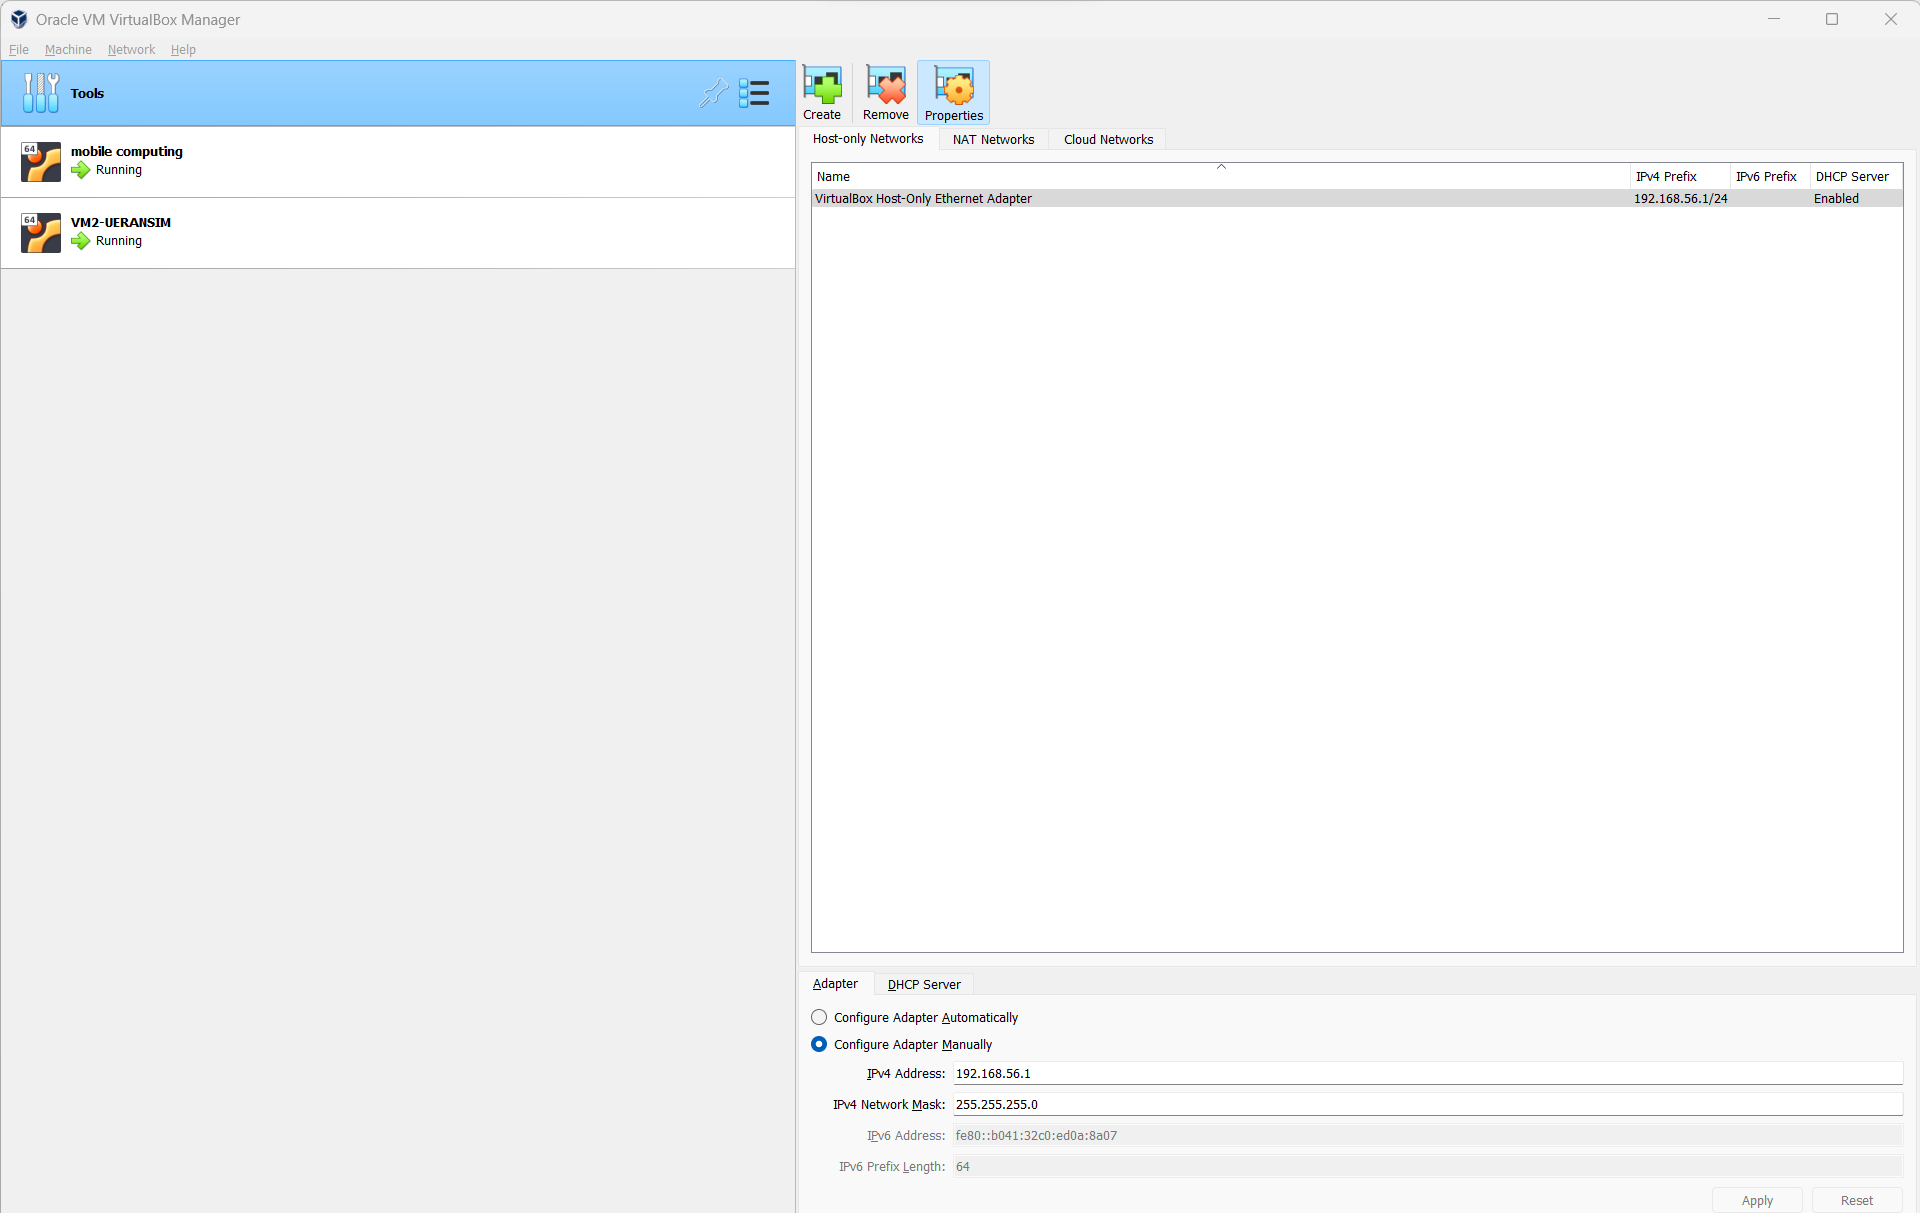 Oracle VM VirtualBox Manager
File Machine Network Help
Tools
64
mobile computing
Running
64
VM2-UERANSIM
Running
Create Remove Properties
Host-only Networks NAT Networks Cloud Networks
Name IPv4 Prefix IPv6 Prefix DHCP Server
VirtualBox Host-Only Ethernet Adapter 192.168.56.1/24 Enabled
Adapter DHCP Server
Configure Adapter Automatically
Configure Adapter Manually
IPv4 Address: 192.168.56.1
IPv4 Network Mask: 255.255.255.0
IPv6 Address: fe80::b041:32c0:ed0a:8a07
IPv6 Prefix Length: 64
Apply Reset